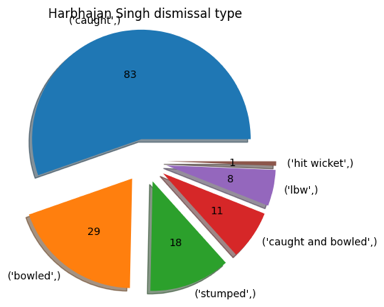 Harbhajan Singh dismissal type
('caught',)
83
1
('hit wicket',)
8
('lbw',)
11
('caught and bowled',)
29
18
('bowled',)
('stumped',)